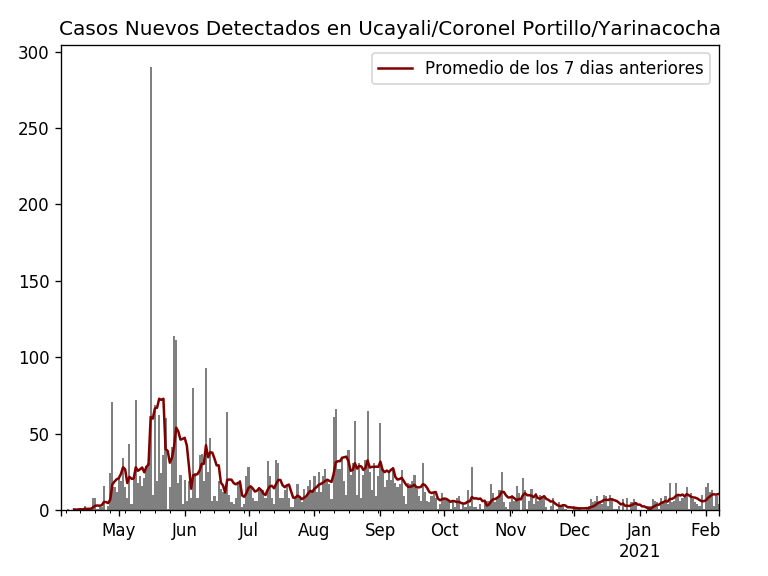 Casos Nuevos Detectados en Ucayali/Coronel Portillo/Yarinacocha
Promedio de los 7 dias anteriores
300
250
200
150
100
50
0
May Jun Jul Aug Sep Oct Nov Dec Jan Feb
2021